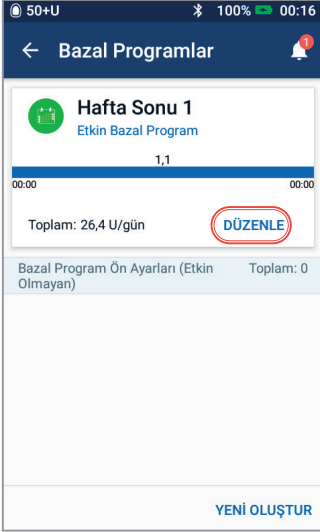 50+U 100% 00:16
Bazal Programlar 1
Hafta Sonu 1
Etkin Bazal Program
1,1
00:00 00:00
Toplam: 26,4 U/gün DÜZENLE
Bazal Program Ön Ayarları (Etkin Toplam: 0
Olmayan)
YENİ OLUŞTUR